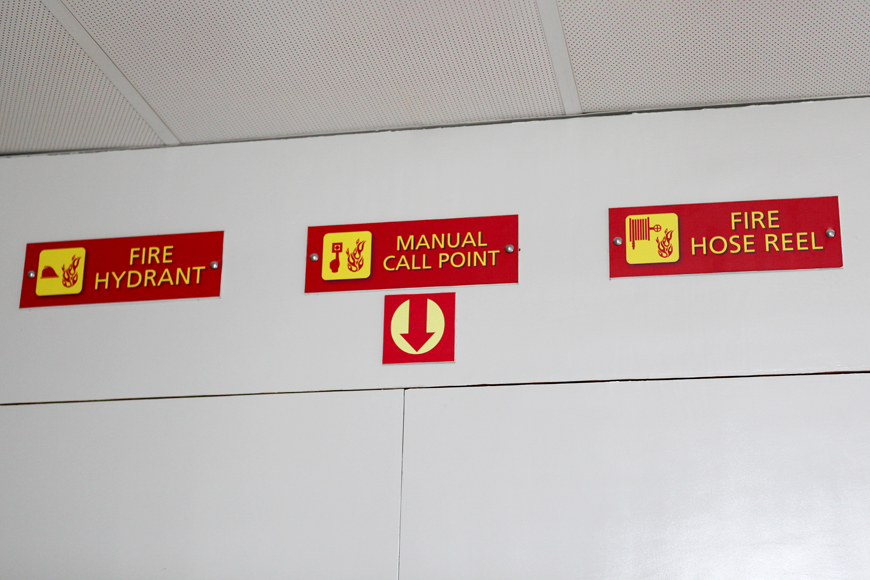 FIRE
HYDRANT
MANUAL
CALL POINT
FIRE
HOSE REEL